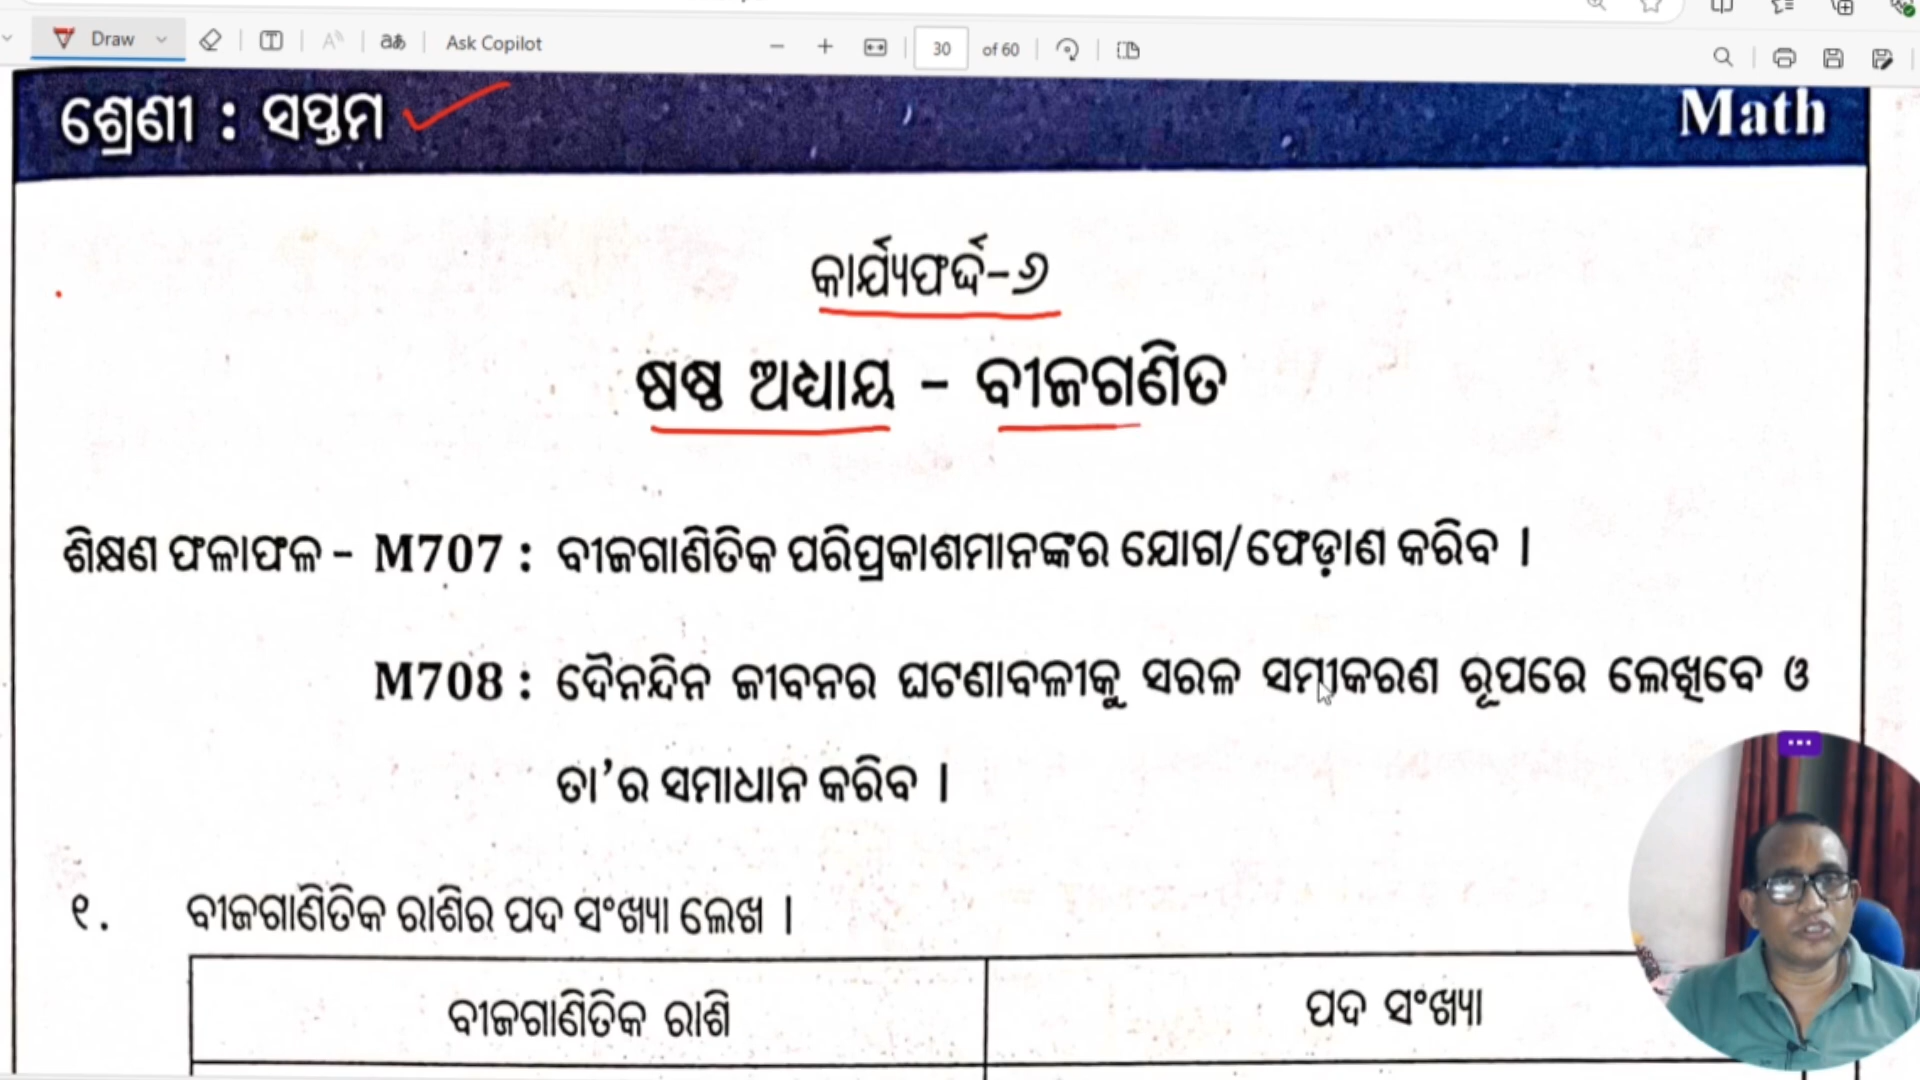 Draw
Ask Copilot
30 of 60
ଶ୍ରେଣୀ : ସପ୍ତମ
Math
କାର୍ଯ୍ୟଫର୍ଦ୍ଦ-୬
ଷଷ୍ଠ ଅଧ୍ୟାୟ - ବୀଜଗଣିତ
ଶିକ୍ଷଣ ଫଳାଫଳ - M707 : ବୀଜଗାଣିତିକ ପରିପ୍ରକାଶମାନଙ୍କର ଯୋଗ/ଫେଡ଼ାଣ କରିବ ।
M708 : ଦୈନନ୍ଦିନ ଜୀବନର ଘଟଣାବଳୀକୁ ସରଳ ସମୀକରଣ ରୂପରେ ଲେଖିବେ ଓ
ତା'ର ସମାଧାନ କରିବ ।
୧. ବୀଜଗାଣିତିକ ରାଶିର ପଦ ସଂଖ୍ୟା ଲେଖ ।
ବୀଜଗାଣିତିକ ରାଶି
ପଦ ସଂଖ୍ୟା